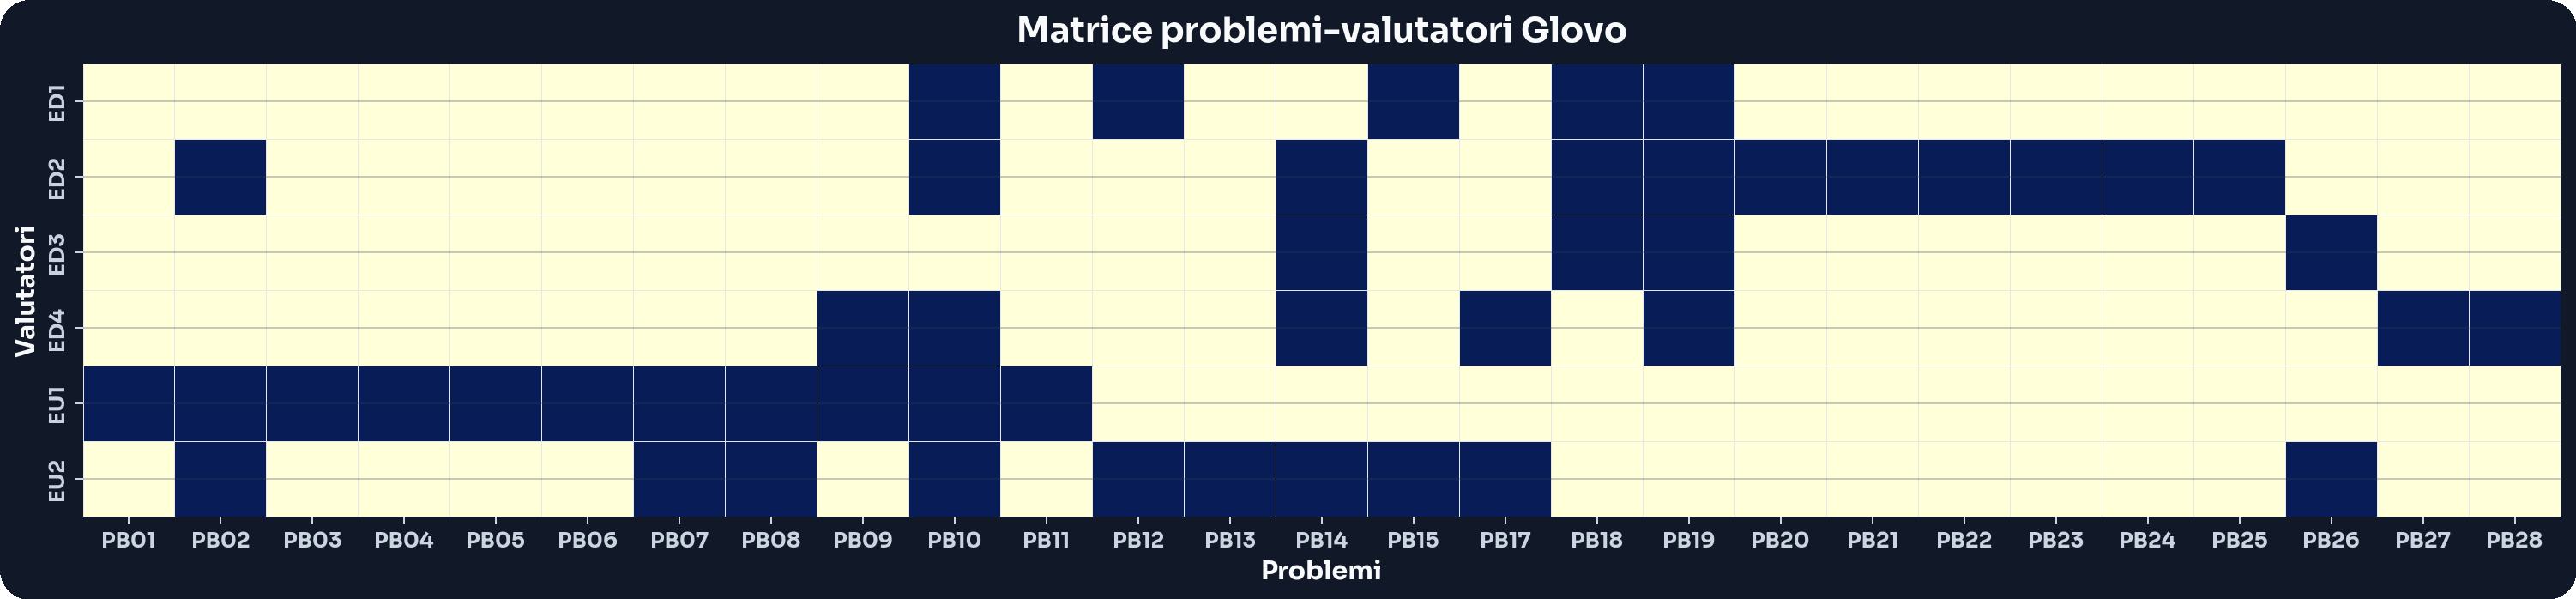 Matrice problemi-valutatori Glovo
Valutatori
ED1
ED2
ED3
ED4
EU1
EU2
PB01 PB02 PB03 PB04 PB05 PB06 PB07 PB08 PB09 PB10 PB11 PB12 PB13 PB14 PB15 PB17 PB18 PB19 PB20 PB21 PB22 PB23 PB24 PB25 PB26 PB27 PB28
Problemi